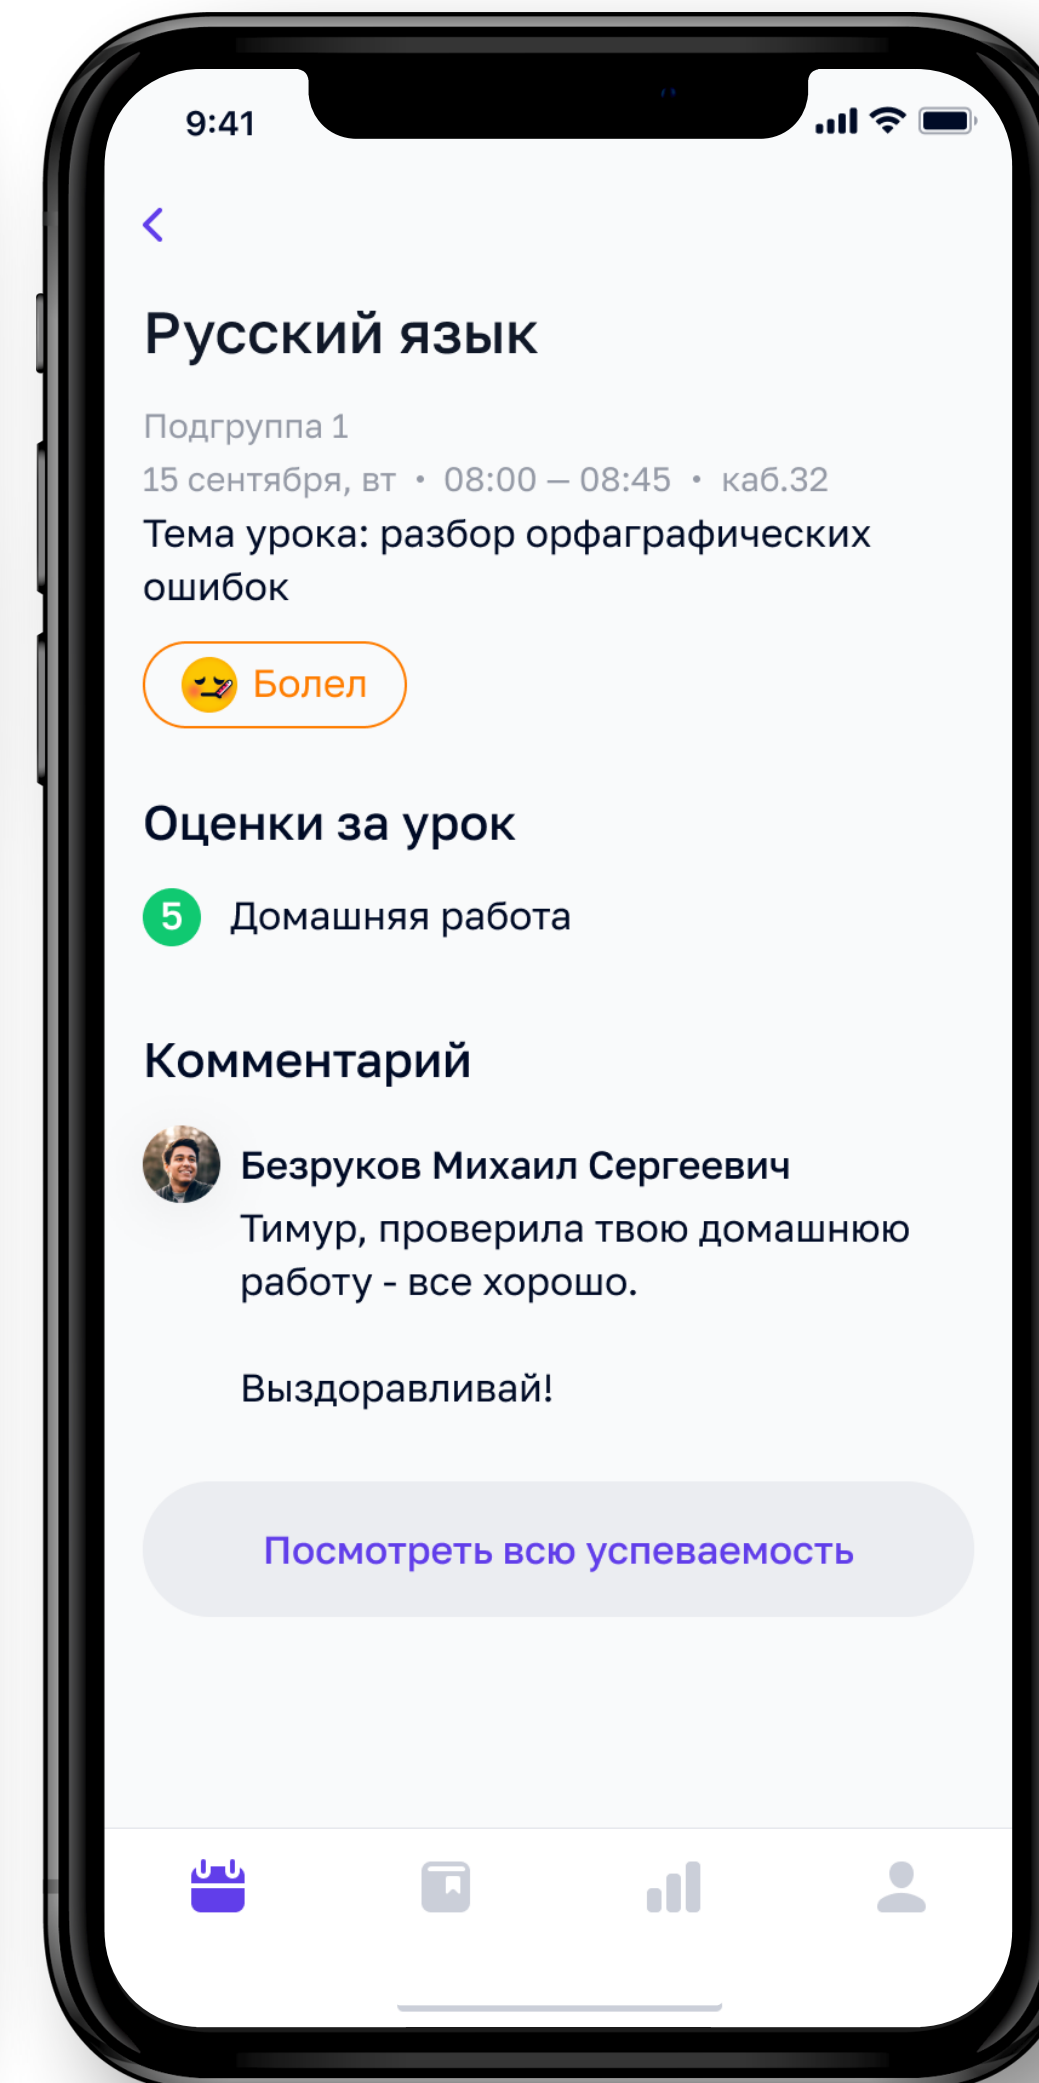 9:41
Русский язык
Подгруппа 1
15 сентября, вт • 08:00 – 08:45 • каб.32
Тема урока: разбор орфаграфических
ошибок
Болел
Оценки за урок
5 Домашняя работа
Комментарий
Безруков Михаил Сергеевич
Тимур, проверила твою домашнюю
работу - все хорошо.
Выздоравливай!
Посмотреть всю успеваемость